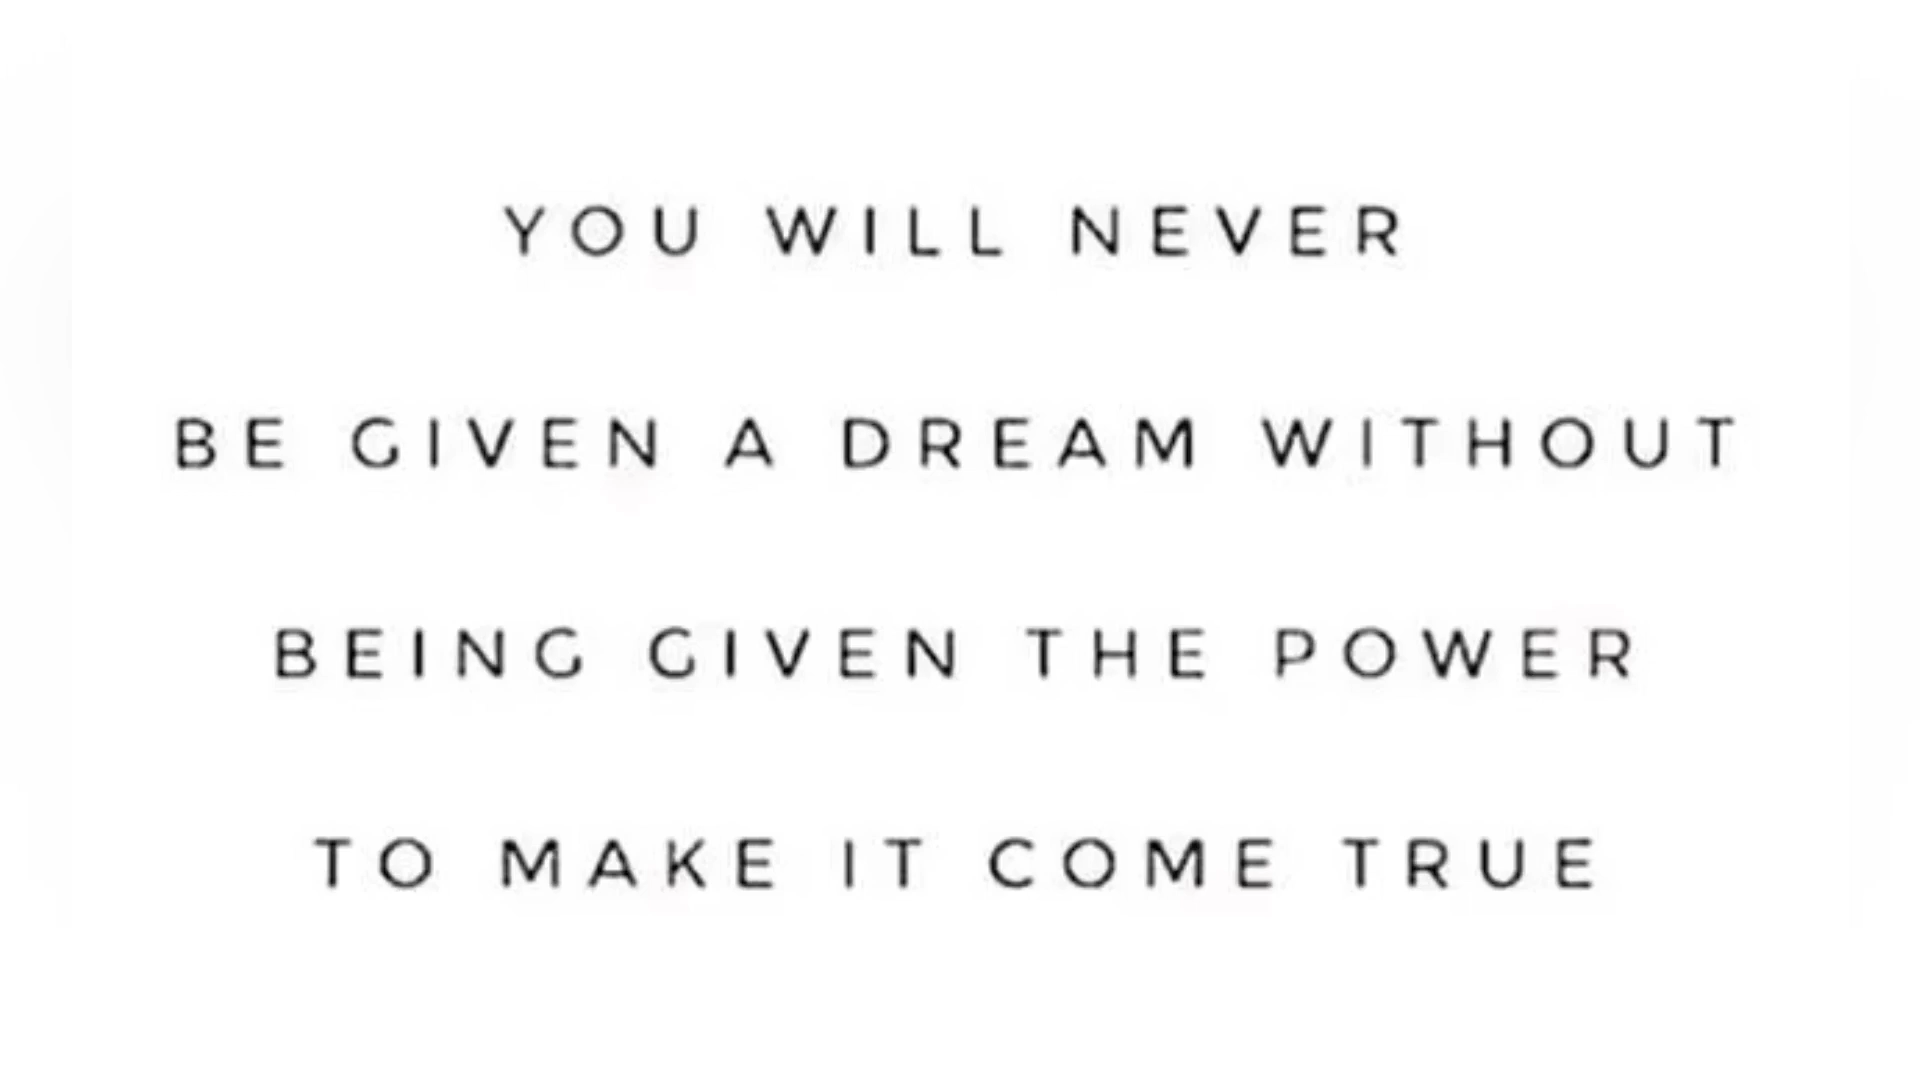 YOU WILL NEVER
BE GIVEN A DREAM WITHOUT
BEING GIVEN THE POWER
TO MAKE IT COME TRUE